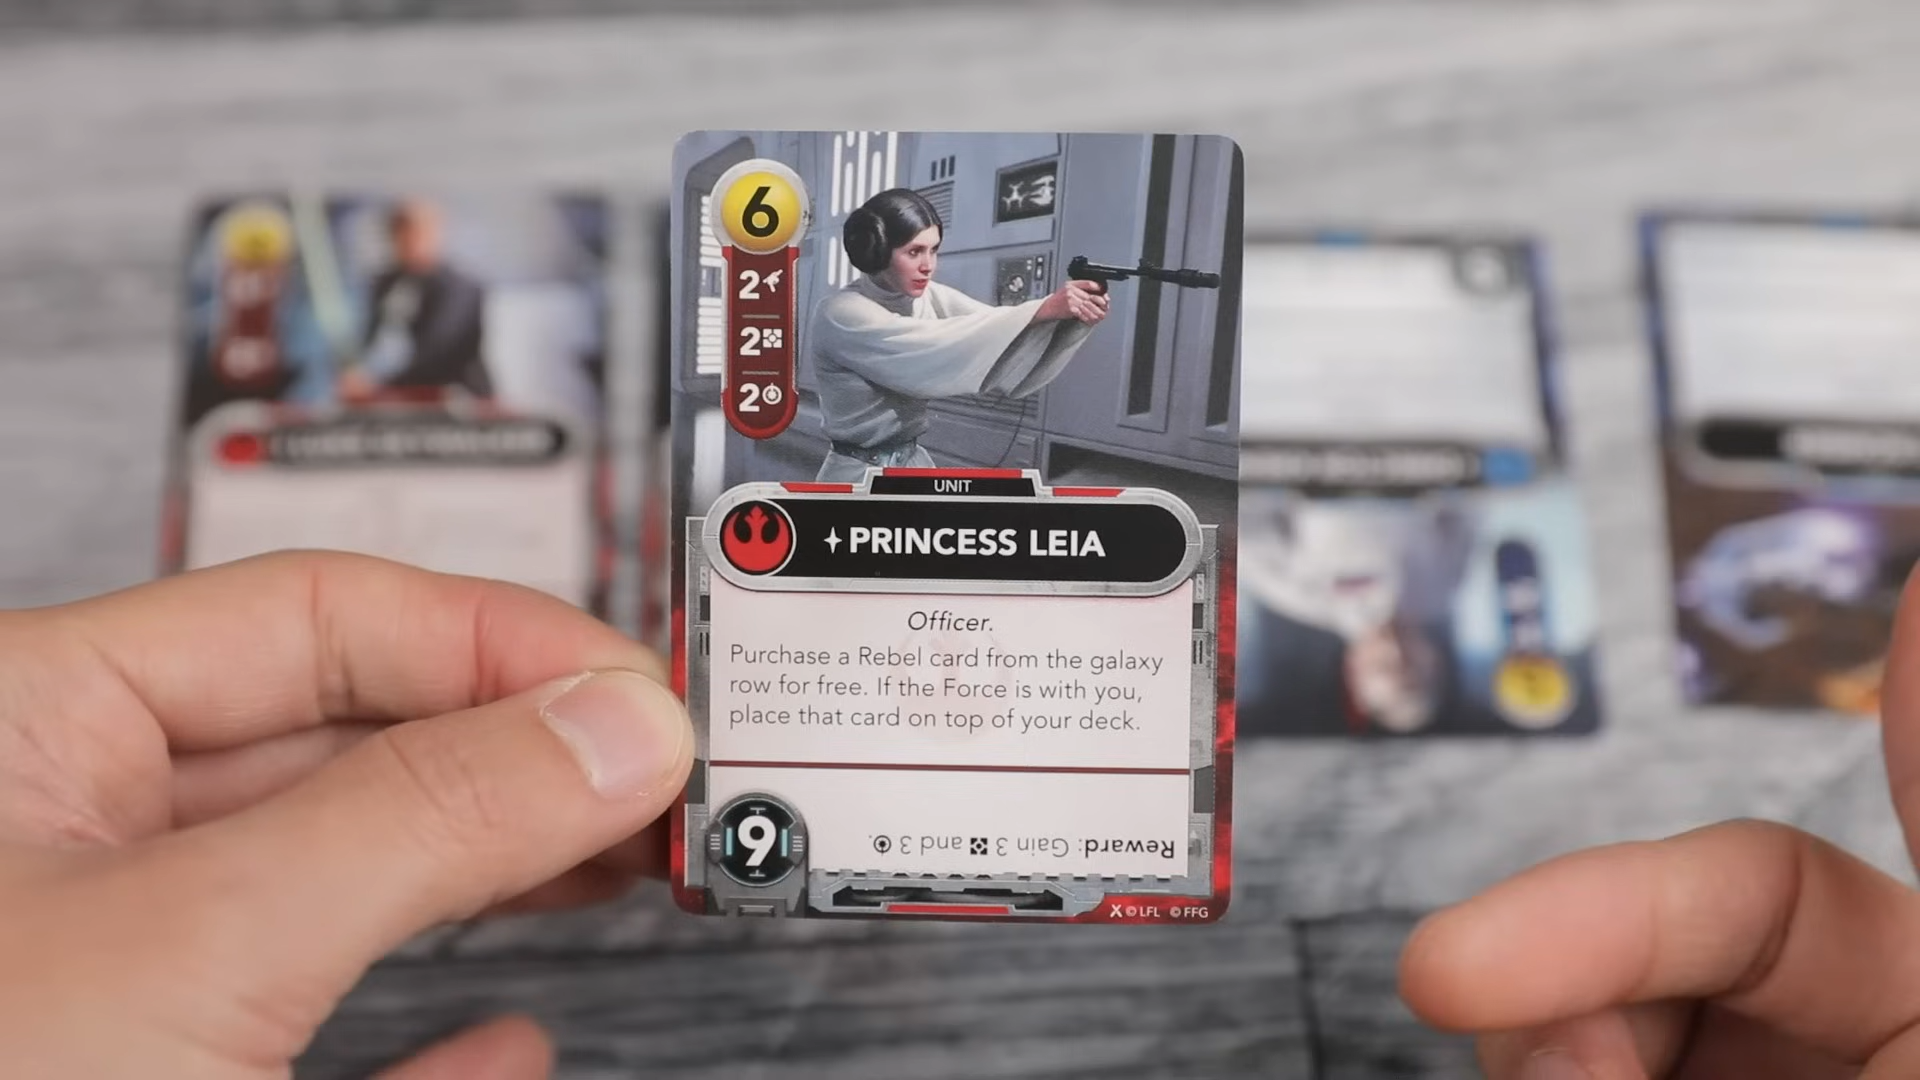 6
2
2
2
UNIT
PRINCESS LEIA
Officer.
Purchase a Rebel card from the galaxy
row for free. If the Force is with you,
place that card on top of your deck.
9
Reward: Gain 3 and 3.
X © LFL © FFG